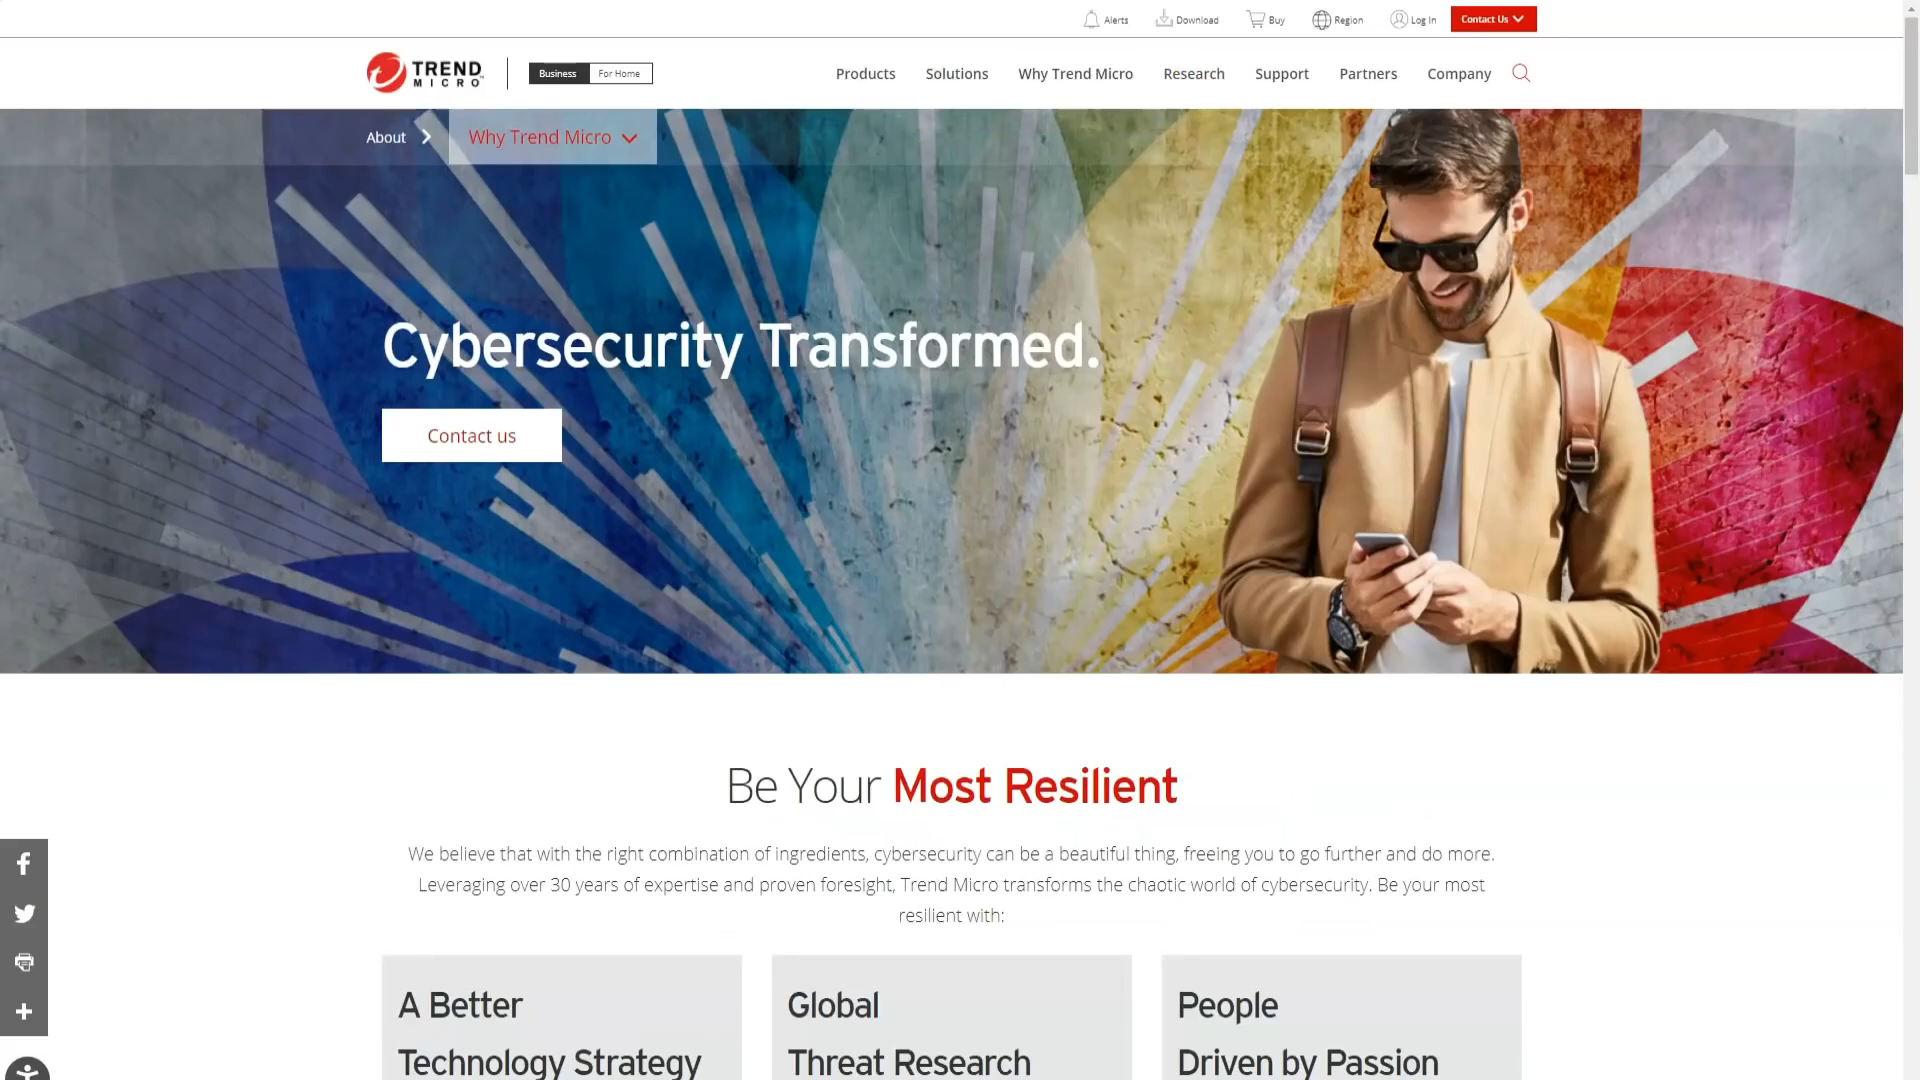 Alerts Download Buy Region Log In Contact Us
TREND MICRO™ Business For Home Products Solutions Why Trend Micro Research Support Partners Company
About Why Trend Micro
Cybersecurity Transformed.
Contact us
Be Your Most Resilient
We believe that with the right combination of ingredients, cybersecurity can be a beautiful thing, freeing you to go further and do more.
Leveraging over 30 years of expertise and proven foresight, Trend Micro transforms the chaotic world of cybersecurity. Be your most
resilient with:
A Better
Technology Strategy
Global
Threat Research
People
Driven by Passion